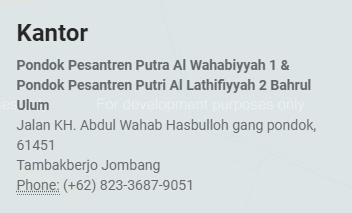 Kantor
Pondok Pesantren Putra Al Wahabiyyah 1 &
Pondok Pesantren Putri Al Lathifiyyah 2 Bahrul
Ulum
For development purposes only
Jalan KH. Abdul Wahab Hasbulloh gang pondok,
61451
Tambakberjo Jombang
Phone: (+62) 823-3687-9051